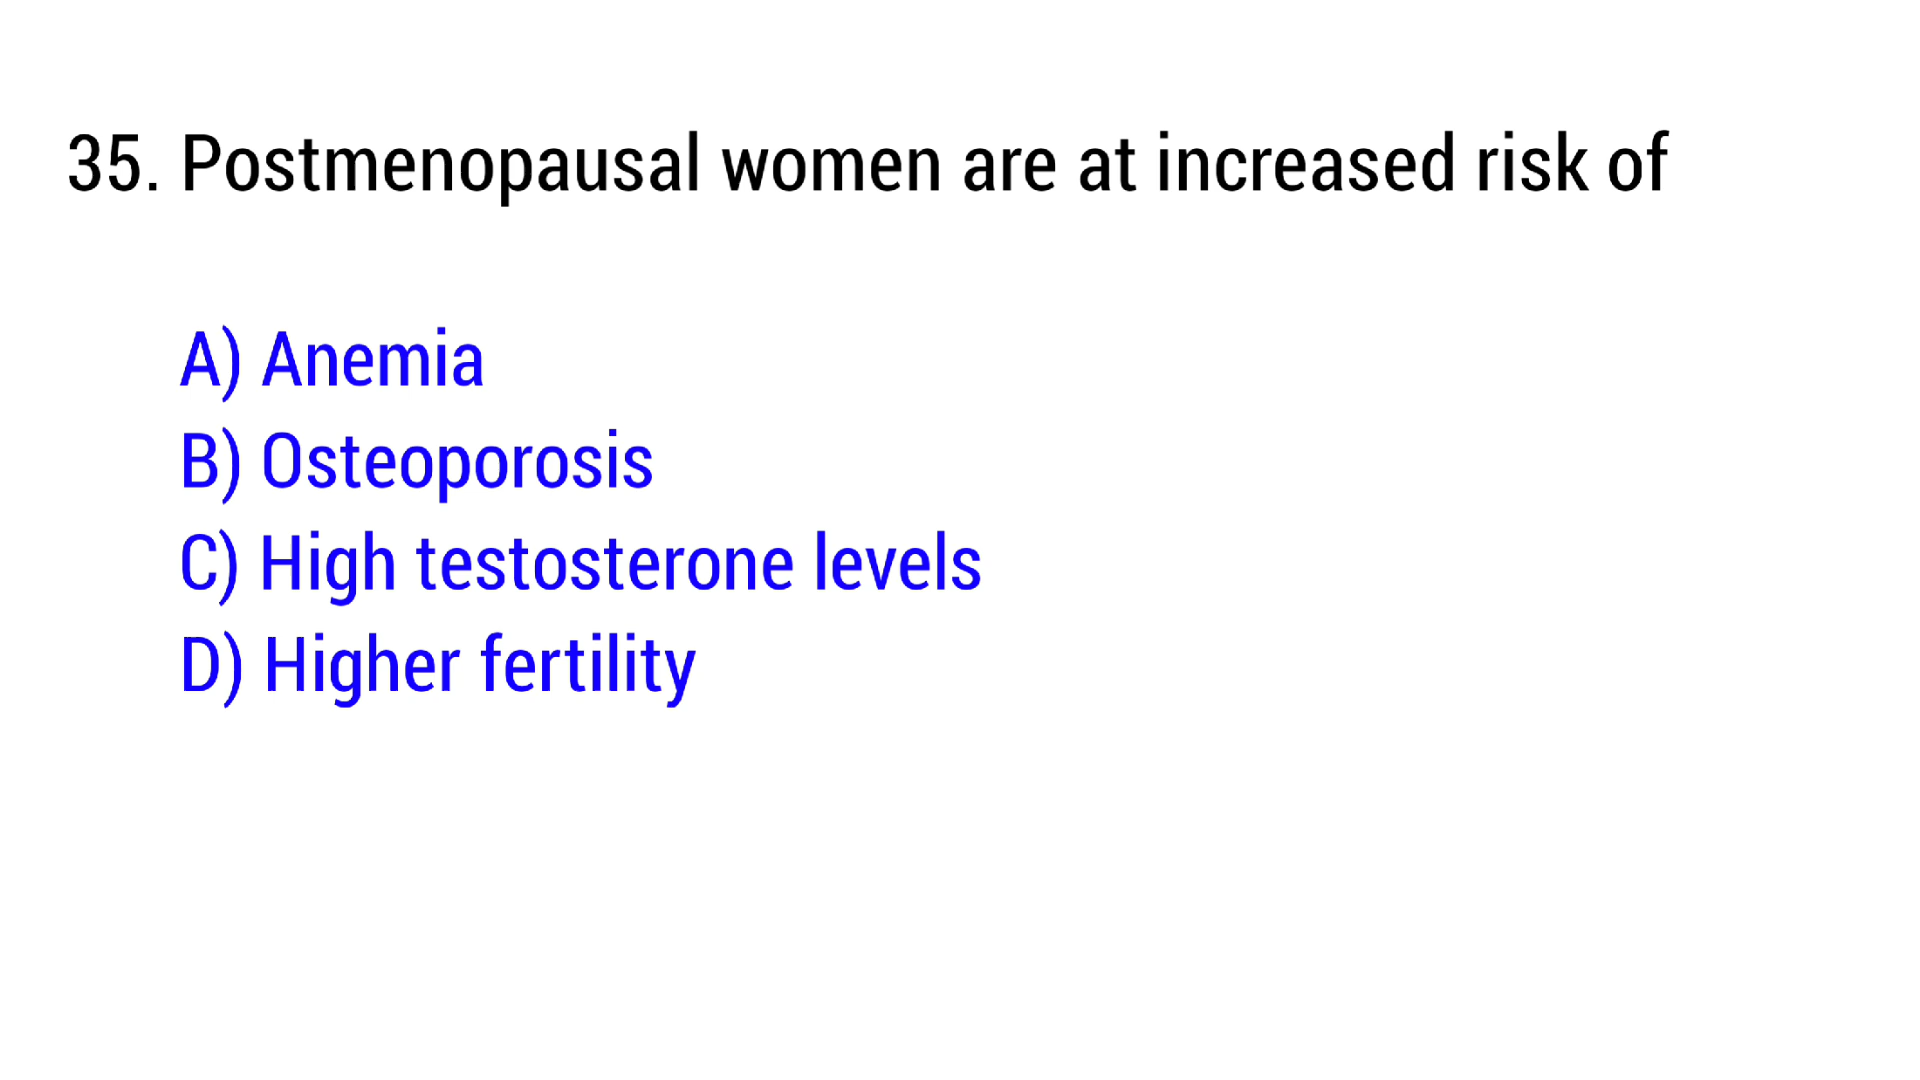 35. Postmenopausal women are at increased risk of
A) Anemia
B) Osteoporosis
C) High testosterone levels
D) Higher fertility